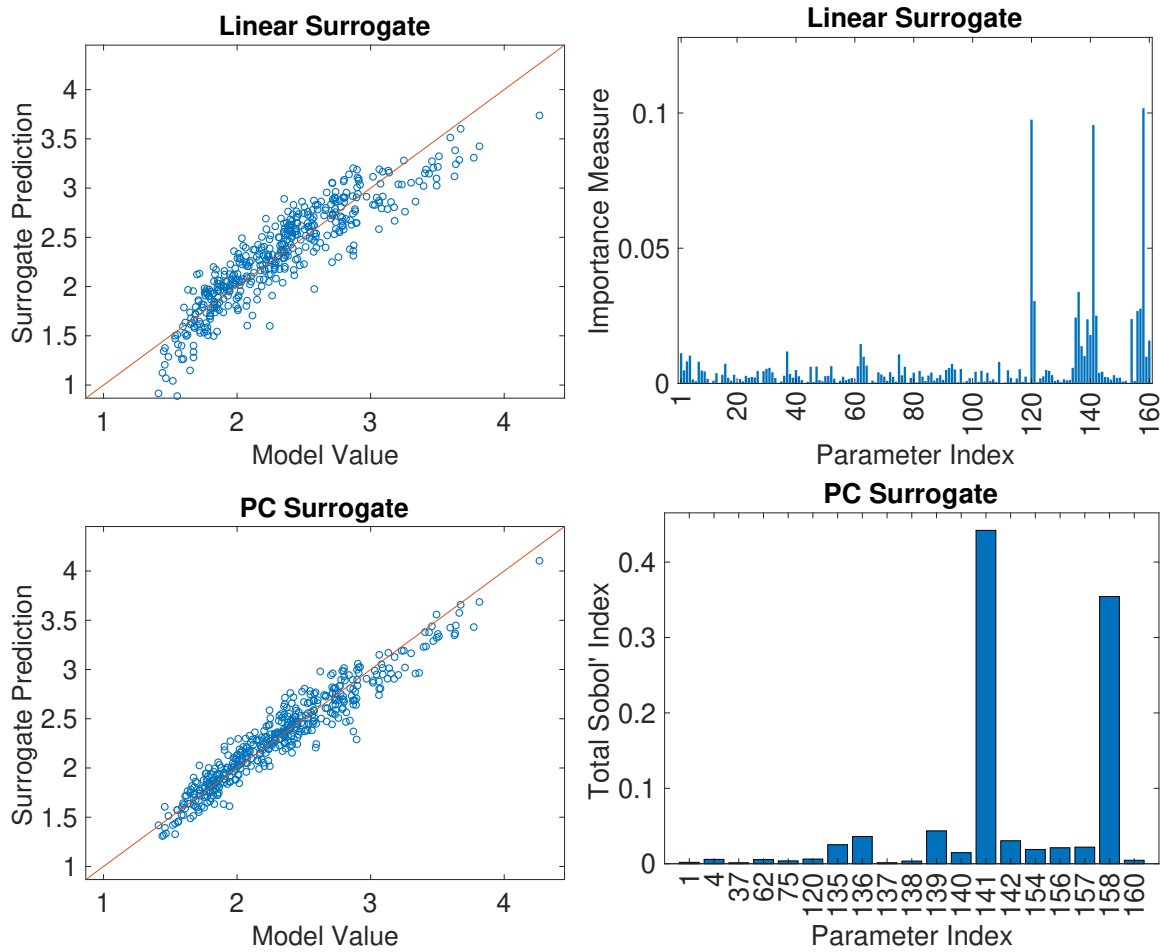 Linear Surrogate
Surrogate Prediction
4
3.5
3
2.5
2
1.5
1
1 2 3 4
Model Value
Linear Surrogate
Importance Measure
0.1
0.05
0
1 20 40 60 80 100 120 140 160
Parameter Index
PC Surrogate
Surrogate Prediction
4
3.5
3
2.5
2
1.5
1
1 2 3 4
Model Value
PC Surrogate
Total Sobol' Index
0.4
0.3
0.2
0.1
0
1 4 37 62 75 120 135 136 137 138 139 140 141 142 154 156 157 158 160
Parameter Index